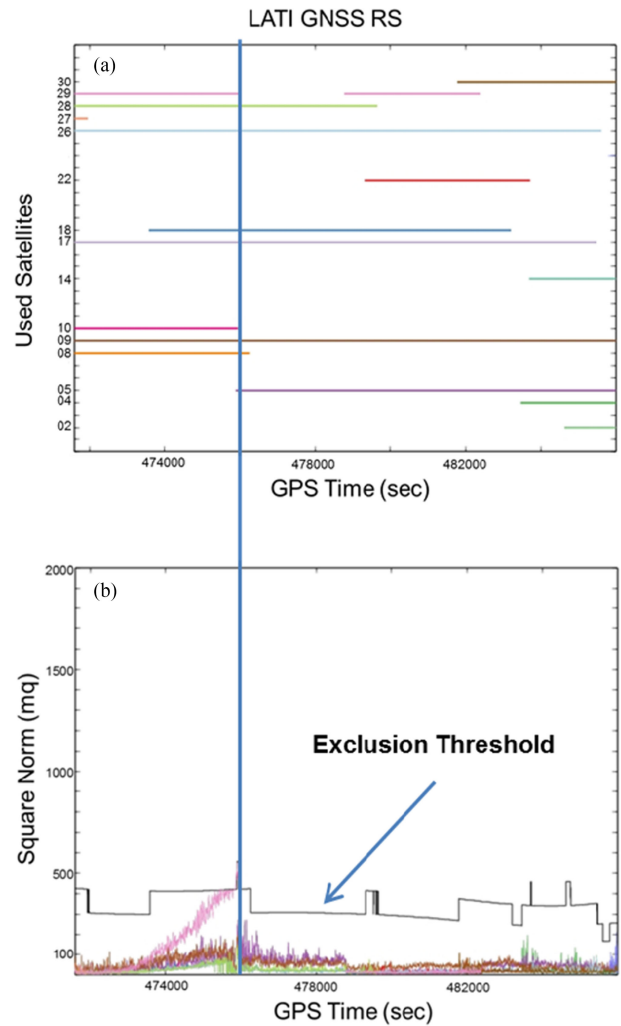 LATI GNSS RS
(a)
30
29
28
27
26
22
18
17
14
10
09
08
05
04
02
Used Satellites
474000 478000 482000
GPS Time (sec)
(b)
2000
1500
1000
500
100
Square Norm (mq)
Exclusion Threshold
474000 478000 482000
GPS Time (sec)